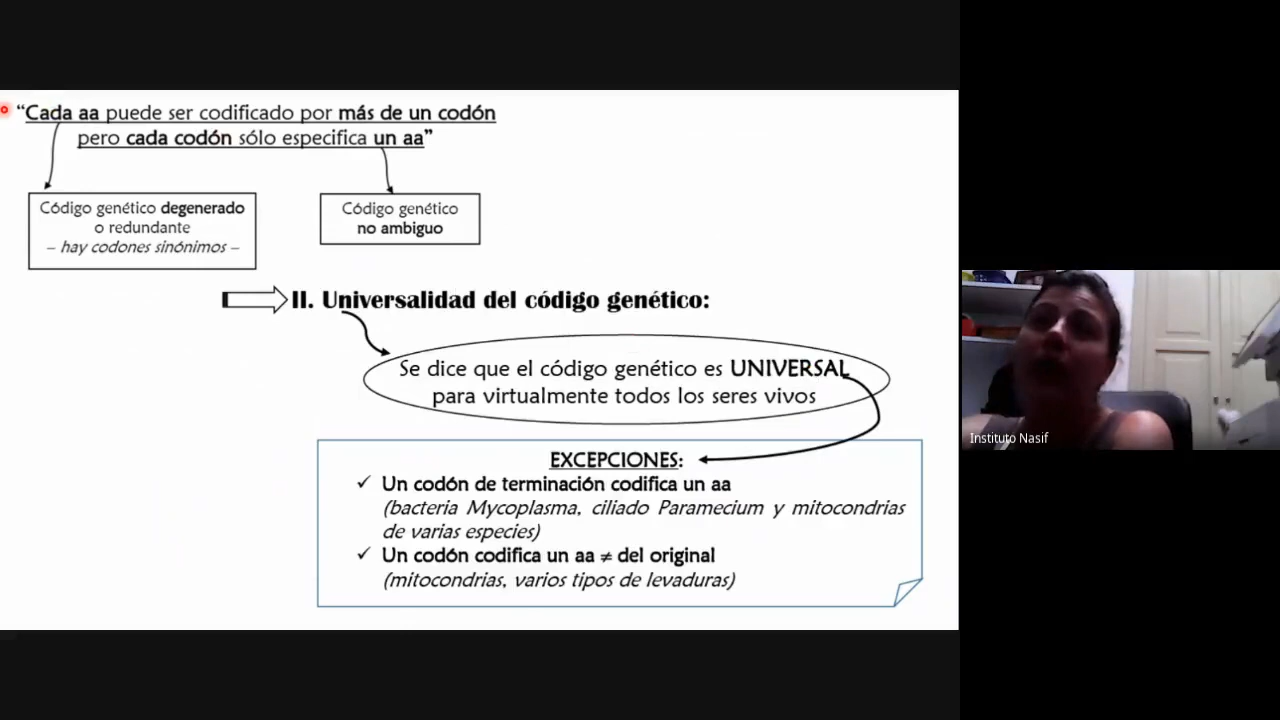 “Cada aa puede ser codificado por más de un codón
pero cada codón sólo especifica un aa”
Código genético degenerado
o redundante
– hay codones sinónimos –
Código genético
no ambiguo
II. Universalidad del código genético:
Se dice que el código genético es UNIVERSAL
para virtualmente todos los seres vivos
EXCEPCIONES:
✓ Un codón de terminación codifica un aa
(bacteria Mycoplasma, ciliado Paramecium y mitocondrias
de varias especies)
✓ Un codón codifica un aa ≠ del original
(mitocondrias, varios tipos de levaduras)
Instituto Nasif